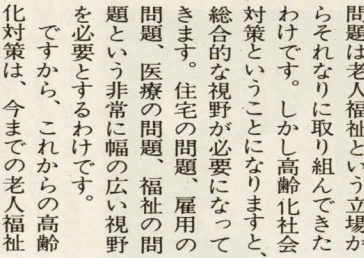 問題は老人福祉という立場か
らそれなりに取り組んできた
わけです。しかし高齢化社会
対策ということになりますと、
総合的な視野が必要になって
きます。住宅の問題、雇用の
問題、医療の問題、福祉の問
題という非常に幅の広い視野
を必要とするわけです。
ですから、これからの高齢
化対策は、今までの老人福祉